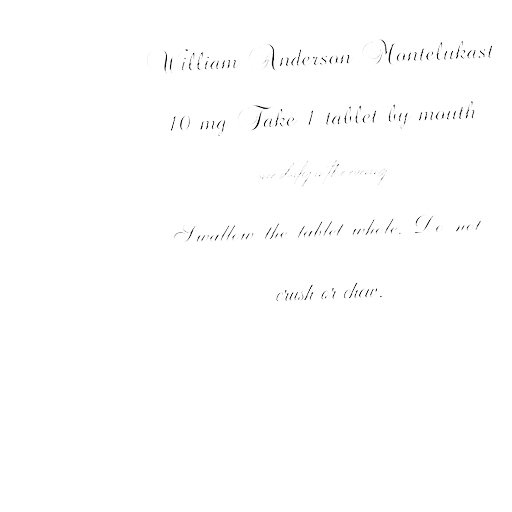 William Anderson Montelukast
10 mg Take 1 tablet by mouth
Swallow the tablet whole. Do not
crush or chew.